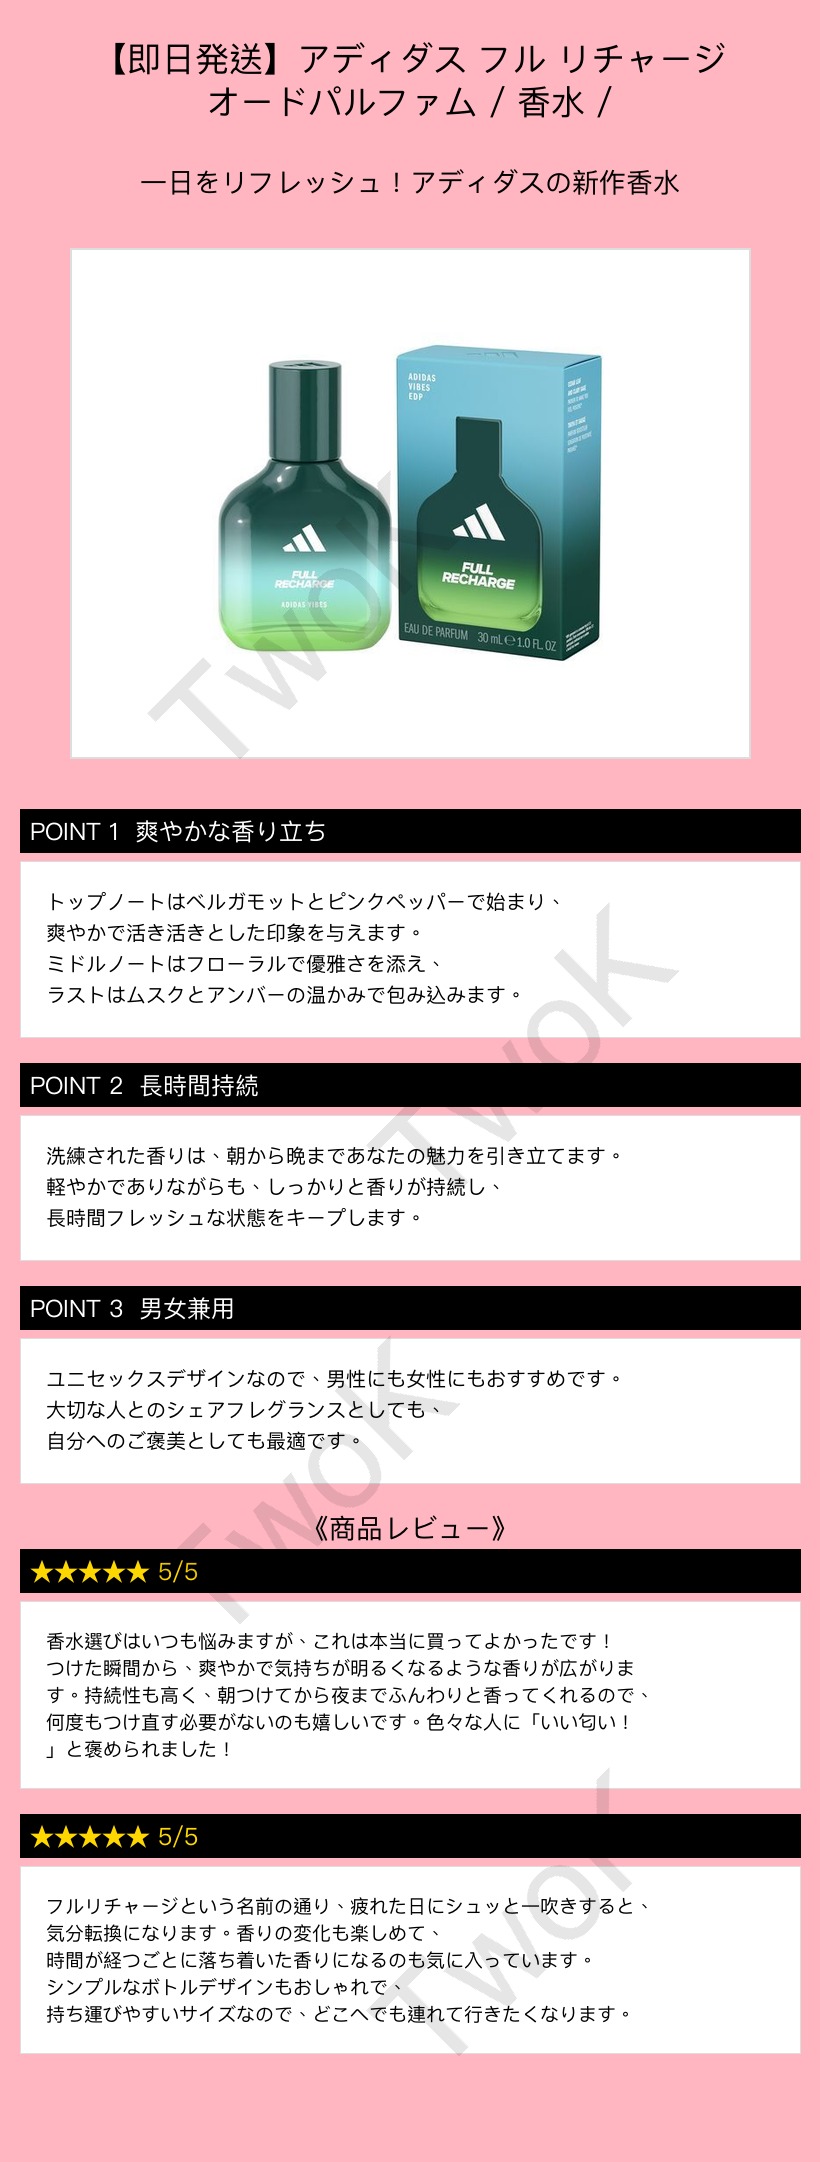 【即日発送】アディダス フル リチャージ
オードパルファム / 香水 /
一日をリフレッシュ！アディダスの新作香水
ADIDAS
VIBES
EDP
FULL
RECHARGE
ADIDAS VIBES
FULL
RECHARGE
EAU DE PARFUM 30 mL ℮ 1.0 FL. OZ
TwoK
POINT 1 爽やかな香り立ち
トップノートはベルガモットとピンクペッパーで始まり、
爽やかで活き活きとした印象を与えます。
ミドルノートはフローラルで優雅さを添え、
ラストはムスクとアンバーの温かみで包み込みます。
TwoK
POINT 2 長時間持続
洗練された香りは、朝から晩まであなたの魅力を引き立てます。
軽やかでありながらも、しっかりと香りが持続し、
長時間フレッシュな状態をキープします。
POINT 3 男女兼用
ユニセックスデザインなので、男性にも女性にもおすすめです。
大切な人とのシェアフレグランスとしても、
自分へのご褒美としても最適です。
TwoK
《商品レビュー》
★★★★★ 5/5
香水選びはいつも悩みますが、これは本当に買ってよかったです！
つけた瞬間から、爽やかで気持ちが明るくなるような香りが広がりま
す。持続性も高く、朝つけてから夜までふんわりと香ってくれるので、
何度もつけ直す必要がないのも嬉しいです。色々な人に「いい匂い！
」と褒められました！
★★★★★ 5/5
フルリチャージという名前の通り、疲れた日にシュッと一吹きすると、
気分転換になります。香りの変化も楽しめて、
時間が経つごとに落ち着いた香りになるのも気に入っています。
シンプルなボトルデザインもおしゃれで、
持ち運びやすいサイズなので、どこへでも連れて行きたくなります。
TwoK